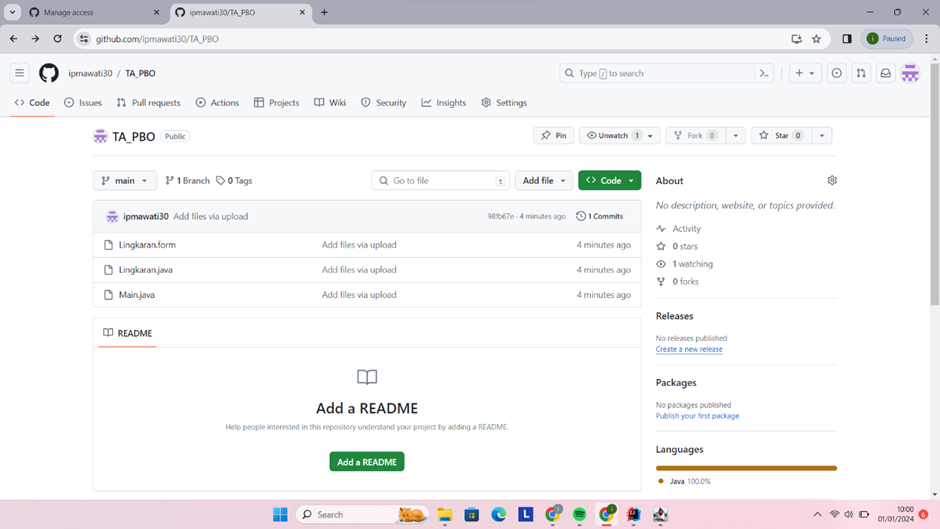 Manage access
ipmawati30/TA_PBO
github.com/ipmawati30/TA_PBO
i Paused
ipmawati30 / TA_PBO
Type / to search
Code Issues Pull requests Actions Projects Wiki Security Insights Settings
TA_PBO Public
Pin Unwatch 1 Fork 0 Star 0
main 1 Branch 0 Tags Go to file t Add file Code
About
No description, website, or topics provided.
ipmawati30 Add files via upload 98fb67e · 4 minutes ago 1 Commits
Activity
Lingkaran.form Add files via upload 4 minutes ago
0 stars
1 watching
Lingkaran.java Add files via upload 4 minutes ago
0 forks
Main.java Add files via upload 4 minutes ago
Releases
README
No releases published
Create a new release
Packages
Add a README
No packages published
Publish your first package
Help people interested in this repository understand your project by adding a README.
Languages
Add a README
Java 100.0%
Search
L
10:00
01/01/2024
6